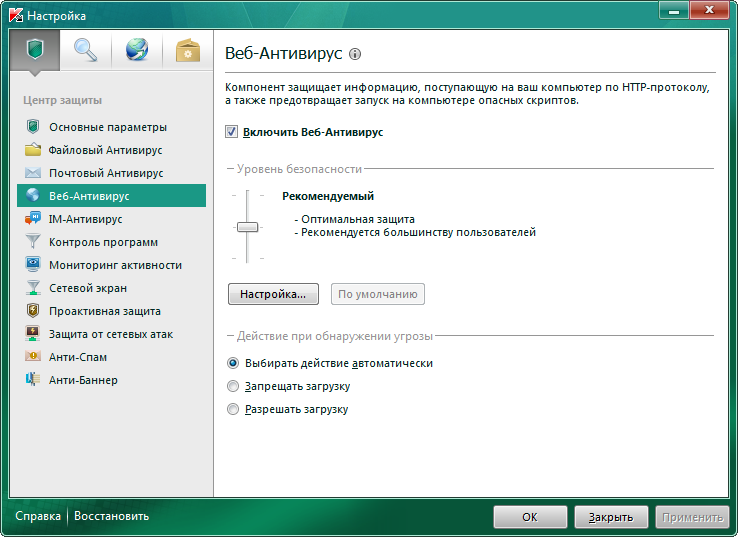 Настройка
Центр защиты
Основные параметры
Файловый Антивирус
Почтовый Антивирус
Веб-Антивирус
IM-Антивирус
Контроль программ
Мониторинг активности
Сетевой экран
Проактивная защита
Защита от сетевых атак
Анти-Спам
Анти-Баннер
Веб-Антивирус
Компонент защищает информацию, поступающую на ваш компьютер по HTTP-протоколу,
а также предотвращает запуск на компьютере опасных скриптов.
Включить Веб-Антивирус
Уровень безопасности
Рекомендуемый
- Оптимальная защита
- Рекомендуется большинству пользователей
Настройка...
По умолчанию
Действие при обнаружении угрозы
Выбирать действие автоматически
Запрещать загрузку
Разрешать загрузку
Справка
Восстановить
ОК
Закрыть
Применить